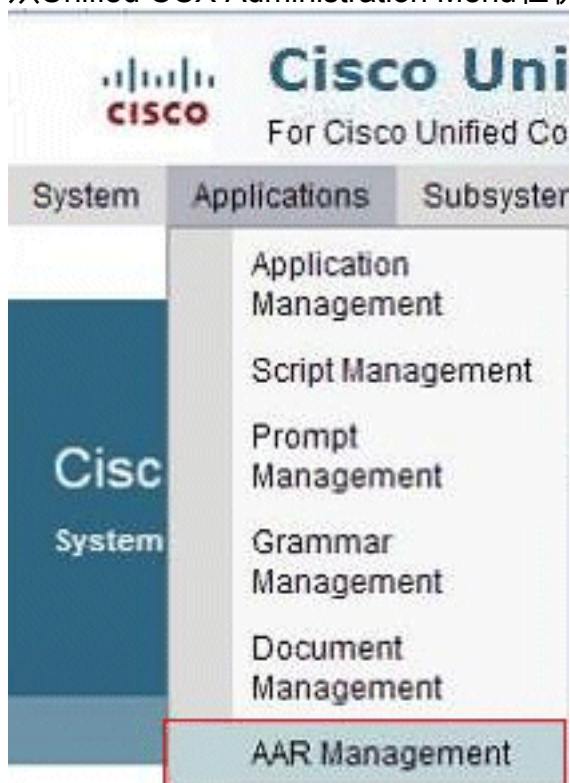 CISCO
Cisco Uni
For Cisco Unified Co
System Applications Subsyster
Application
Management
Script Management
Prompt
Management
Cisc
System
Grammar
Management
Document
Management
AAR Management